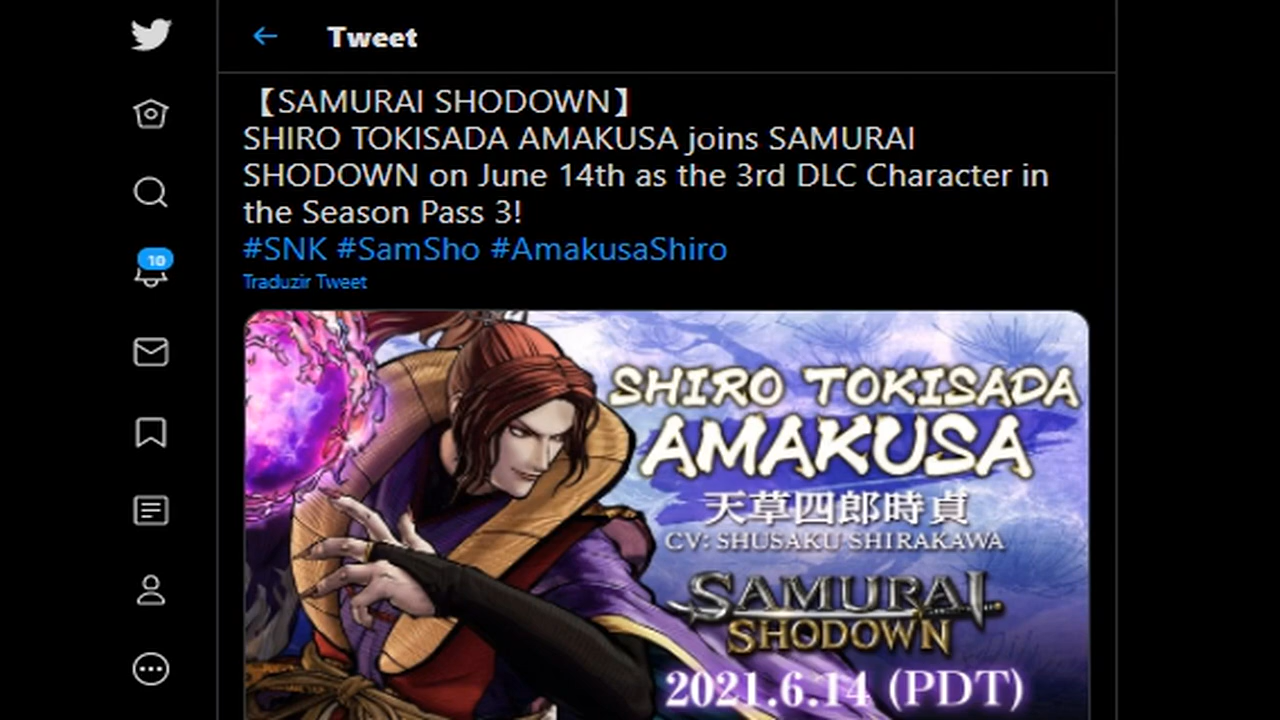 Tweet
【SAMURAI SHODOWN】
SHIRO TOKISADA AMAKUSA joins SAMURAI
SHODOWN on June 14th as the 3rd DLC Character in
the Season Pass 3!
#SNK #SamSho #AmakusaShiro
10
Traduzir Tweet
SHIRO TOKISADA
AMAKUSA
天草四郎時貞
CV: SHUSAKU SHIRAKAWA
SAMURAI
SHODOWN
2021.6.14 (PDT)